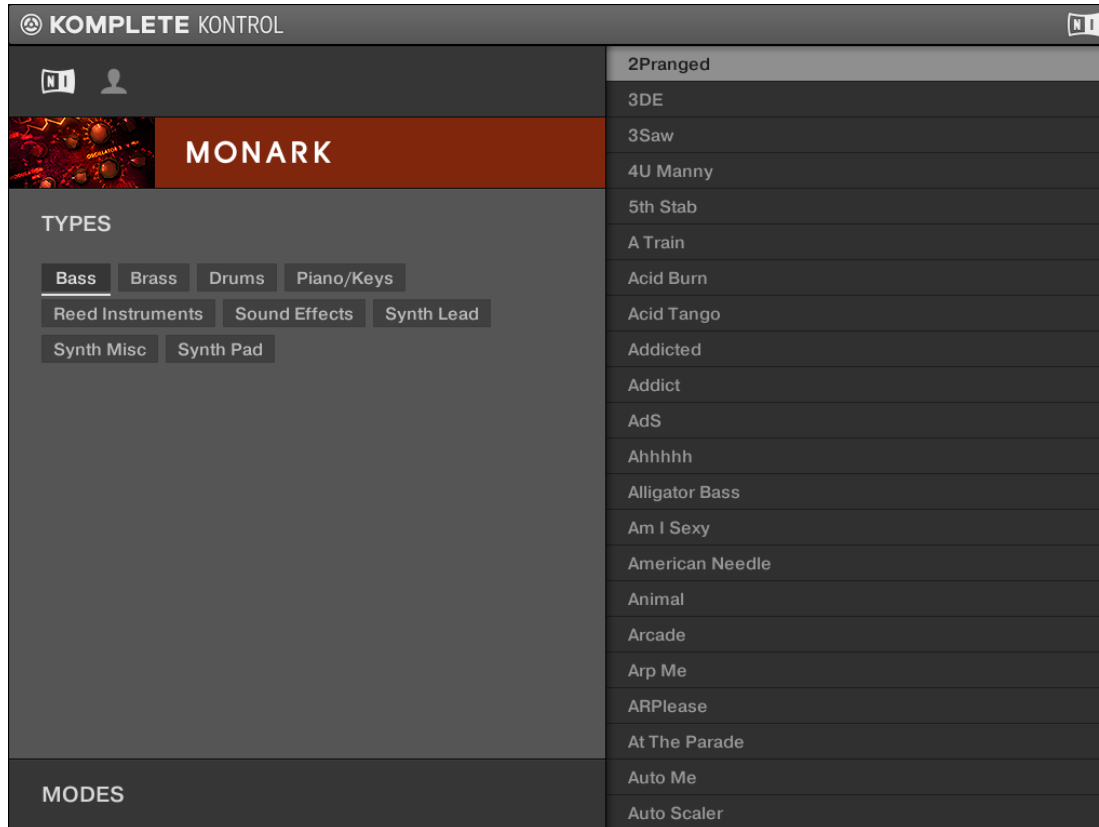 KOMPLETE KONTROL
NI
NI
MONARK
TYPES
Bass Brass Drums Piano/Keys
Reed Instruments Sound Effects Synth Lead
Synth Misc Synth Pad
MODES
2Pranged
3DE
3Saw
4U Manny
5th Stab
A Train
Acid Burn
Acid Tango
Addicted
Addict
AdS
Ahhhhh
Alligator Bass
Am I Sexy
American Needle
Animal
Arcade
Arp Me
ARPlease
At The Parade
Auto Me
Auto Scaler